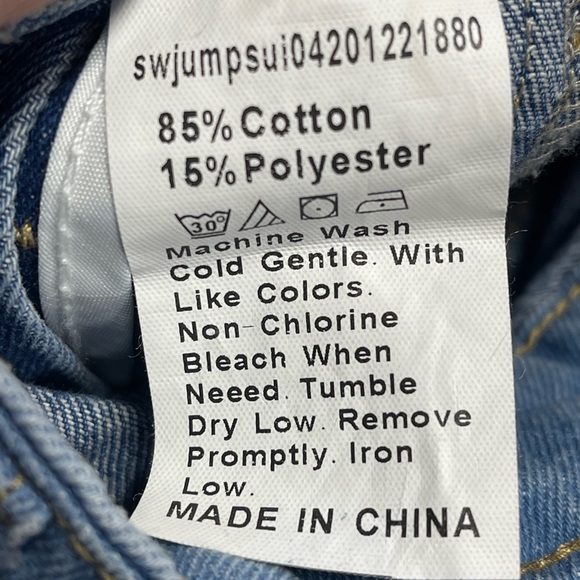 swjumpsui04201221880
85% Cotton
15% Polyester
30°
Machine Wash
Cold Gentle. With
Like Colors.
Non-Chlorine
Bleach When
Neeed. Tumble
Dry Low. Remove
Promptly. Iron
Low.
MADE IN CHINA